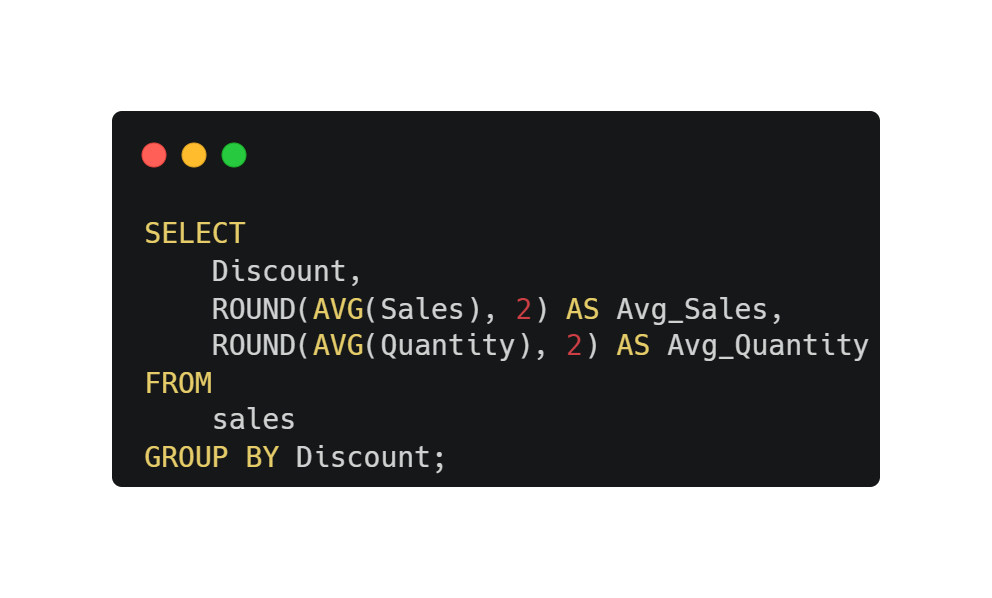 SELECT
    Discount,
    ROUND(AVG(Sales), 2) AS Avg_Sales,
    ROUND(AVG(Quantity), 2) AS Avg_Quantity
FROM
    sales
GROUP BY Discount;